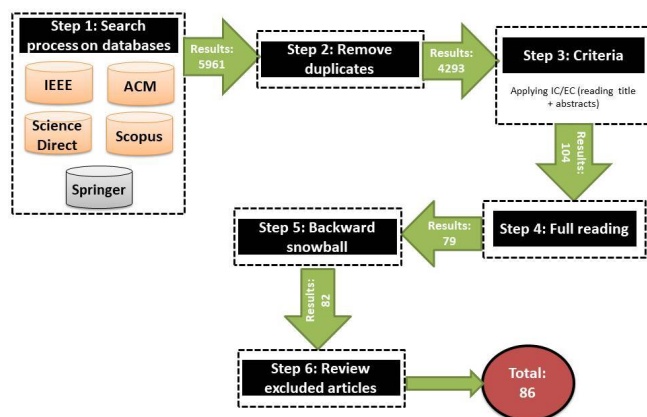 Step 1: Search
process on databases
IEEE
ACM
Science
Direct
Scopus
Springer
Results:
5961
Step 2: Remove
duplicates
Results:
4293
Step 3: Criteria
Applying IC/EC (reading title
+ abstracts)
Results:
104
Step 4: Full reading
Results:
79
Step 5: Backward
snowball
Results:
82
Step 6: Review
excluded articles
Total:
86